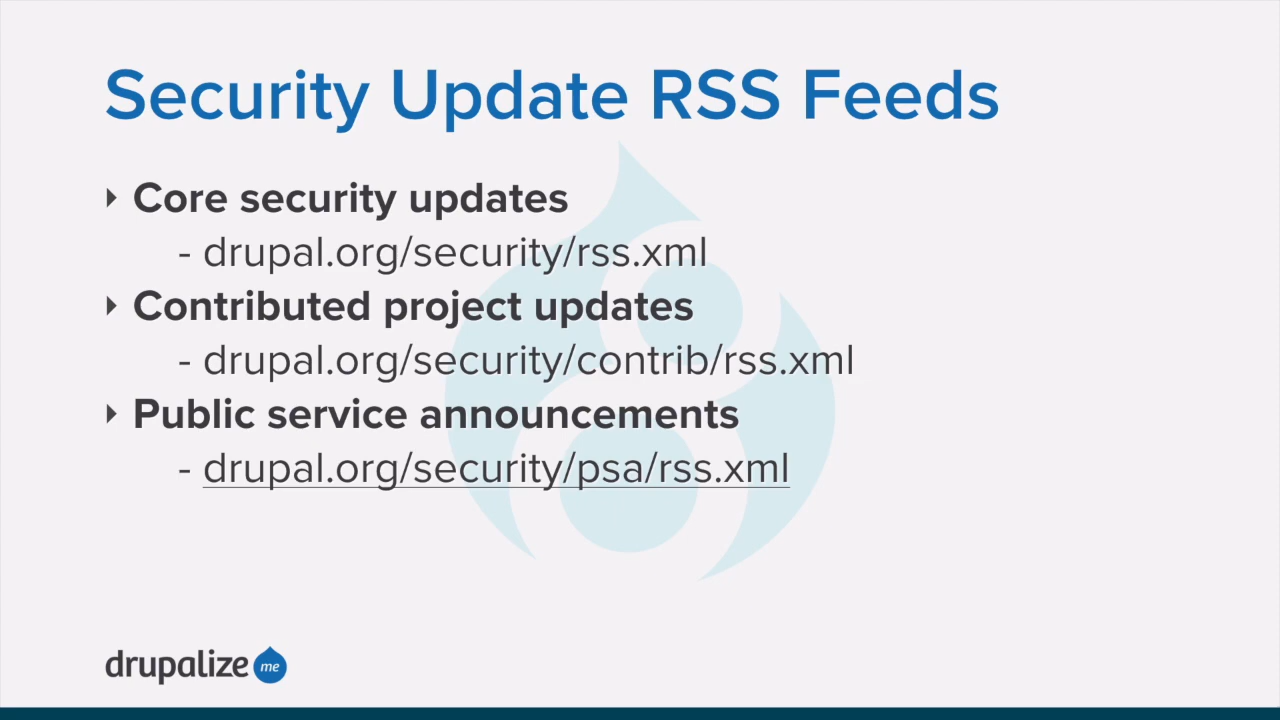 Security Update RSS Feeds
Core security updates
- drupal.org/security/rss.xml
Contributed project updates
- drupal.org/security/contrib/rss.xml
Public service announcements
- drupal.org/security/psa/rss.xml
drupalize me